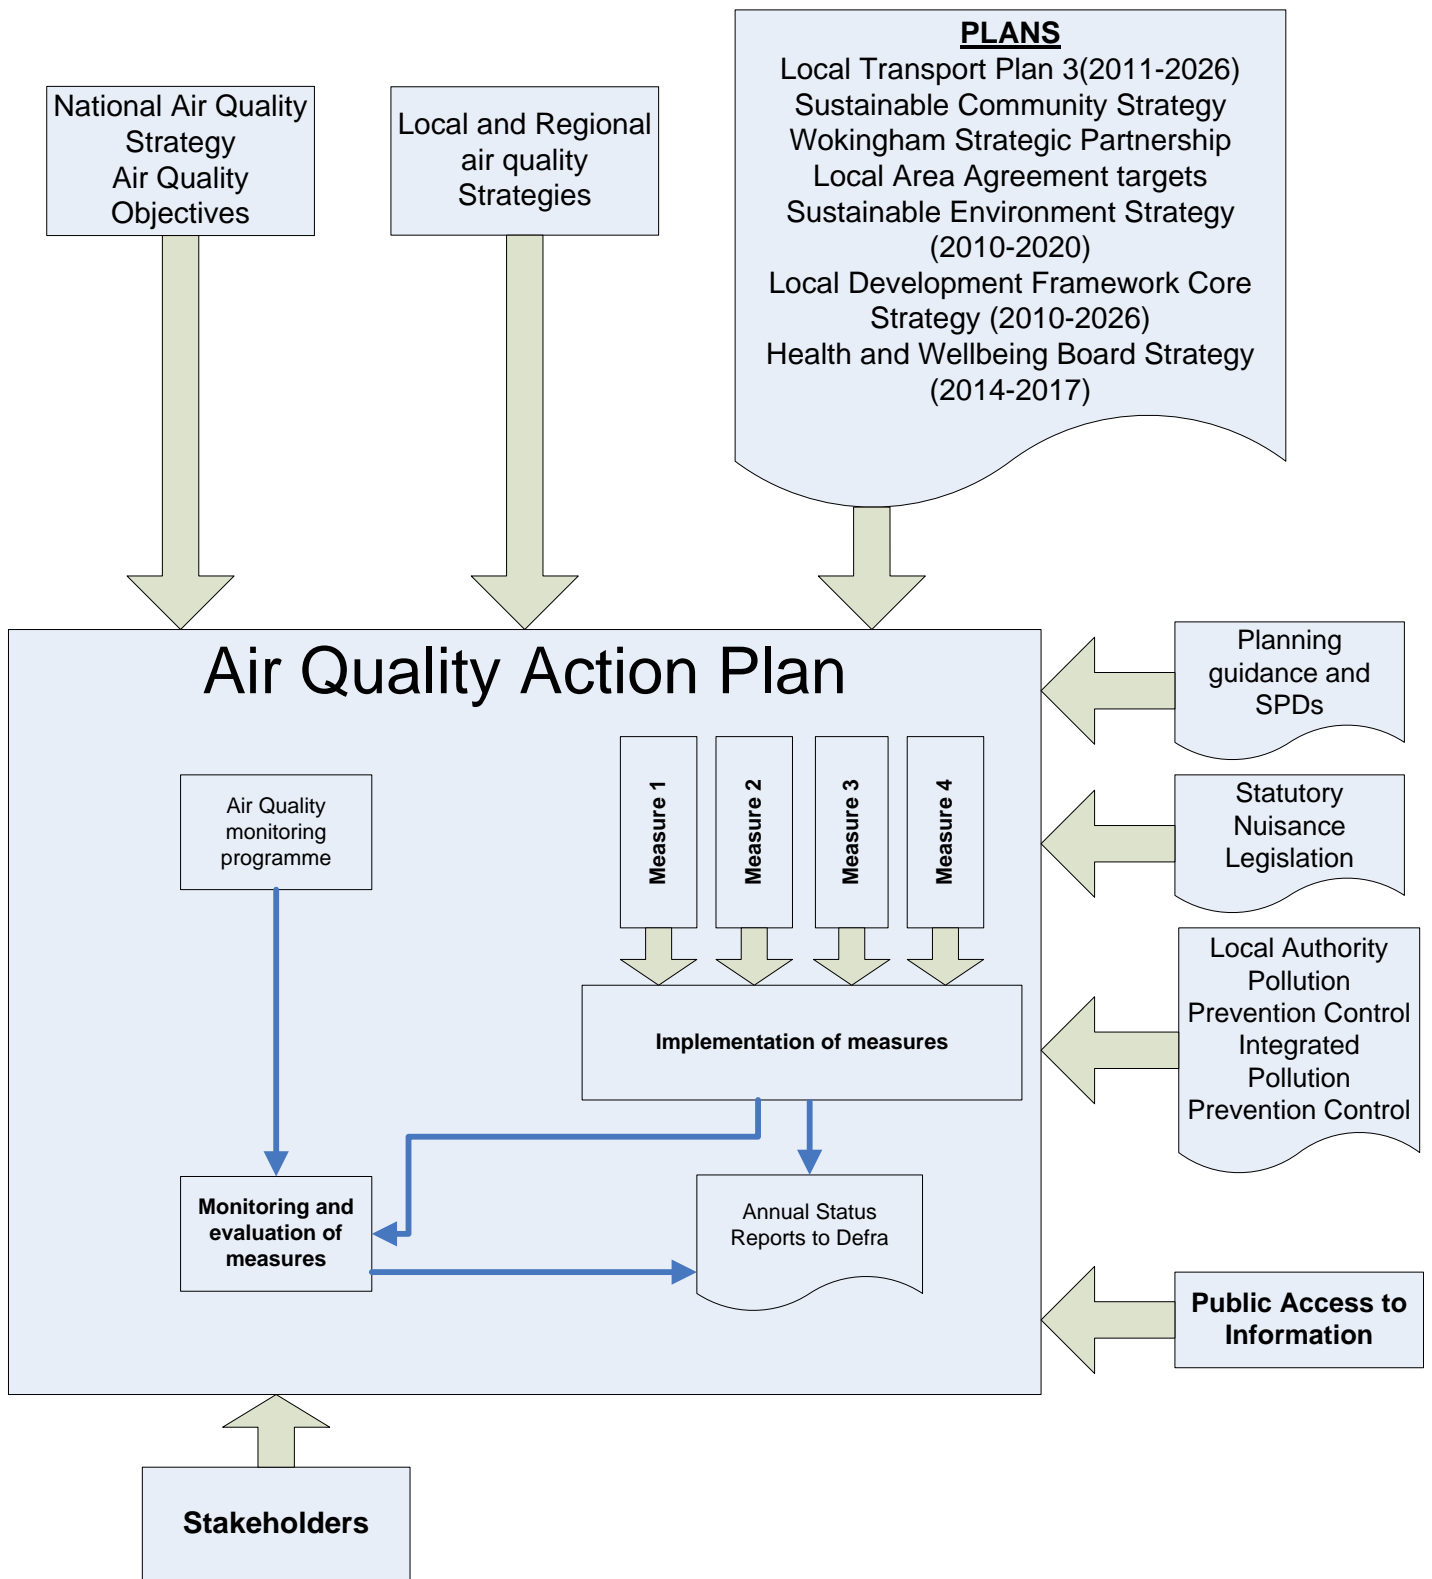 PLANS
Local Transport Plan 3(2011-2026)
Sustainable Community Strategy
Wokingham Strategic Partnership
Local Area Agreement targets
Sustainable Environment Strategy
(2010-2020)
Local Development Framework Core
Strategy (2010-2026)
Health and Wellbeing Board Strategy
(2014-2017)
National Air Quality
Strategy
Air Quality
Objectives
Local and Regional
air quality
Strategies
Air Quality Action Plan
Planning
guidance and
SPDs
Measure 1
Measure 2
Measure 3
Measure 4
Air Quality
monitoring
programme
Statutory
Nuisance
Legislation
Implementation of measures
Local Authority
Pollution
Prevention Control
Integrated
Pollution
Prevention Control
Monitoring and
evaluation of
measures
Annual Status
Reports to Defra
Public Access to
Information
Stakeholders